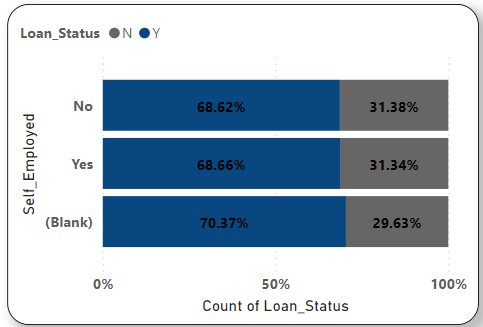 Loan_Status N Y
No 68.62% 31.38%
Yes 68.66% 31.34%
(Blank) 70.37% 29.63%
Self_Employed
0% 50% 100%
Count of Loan_Status